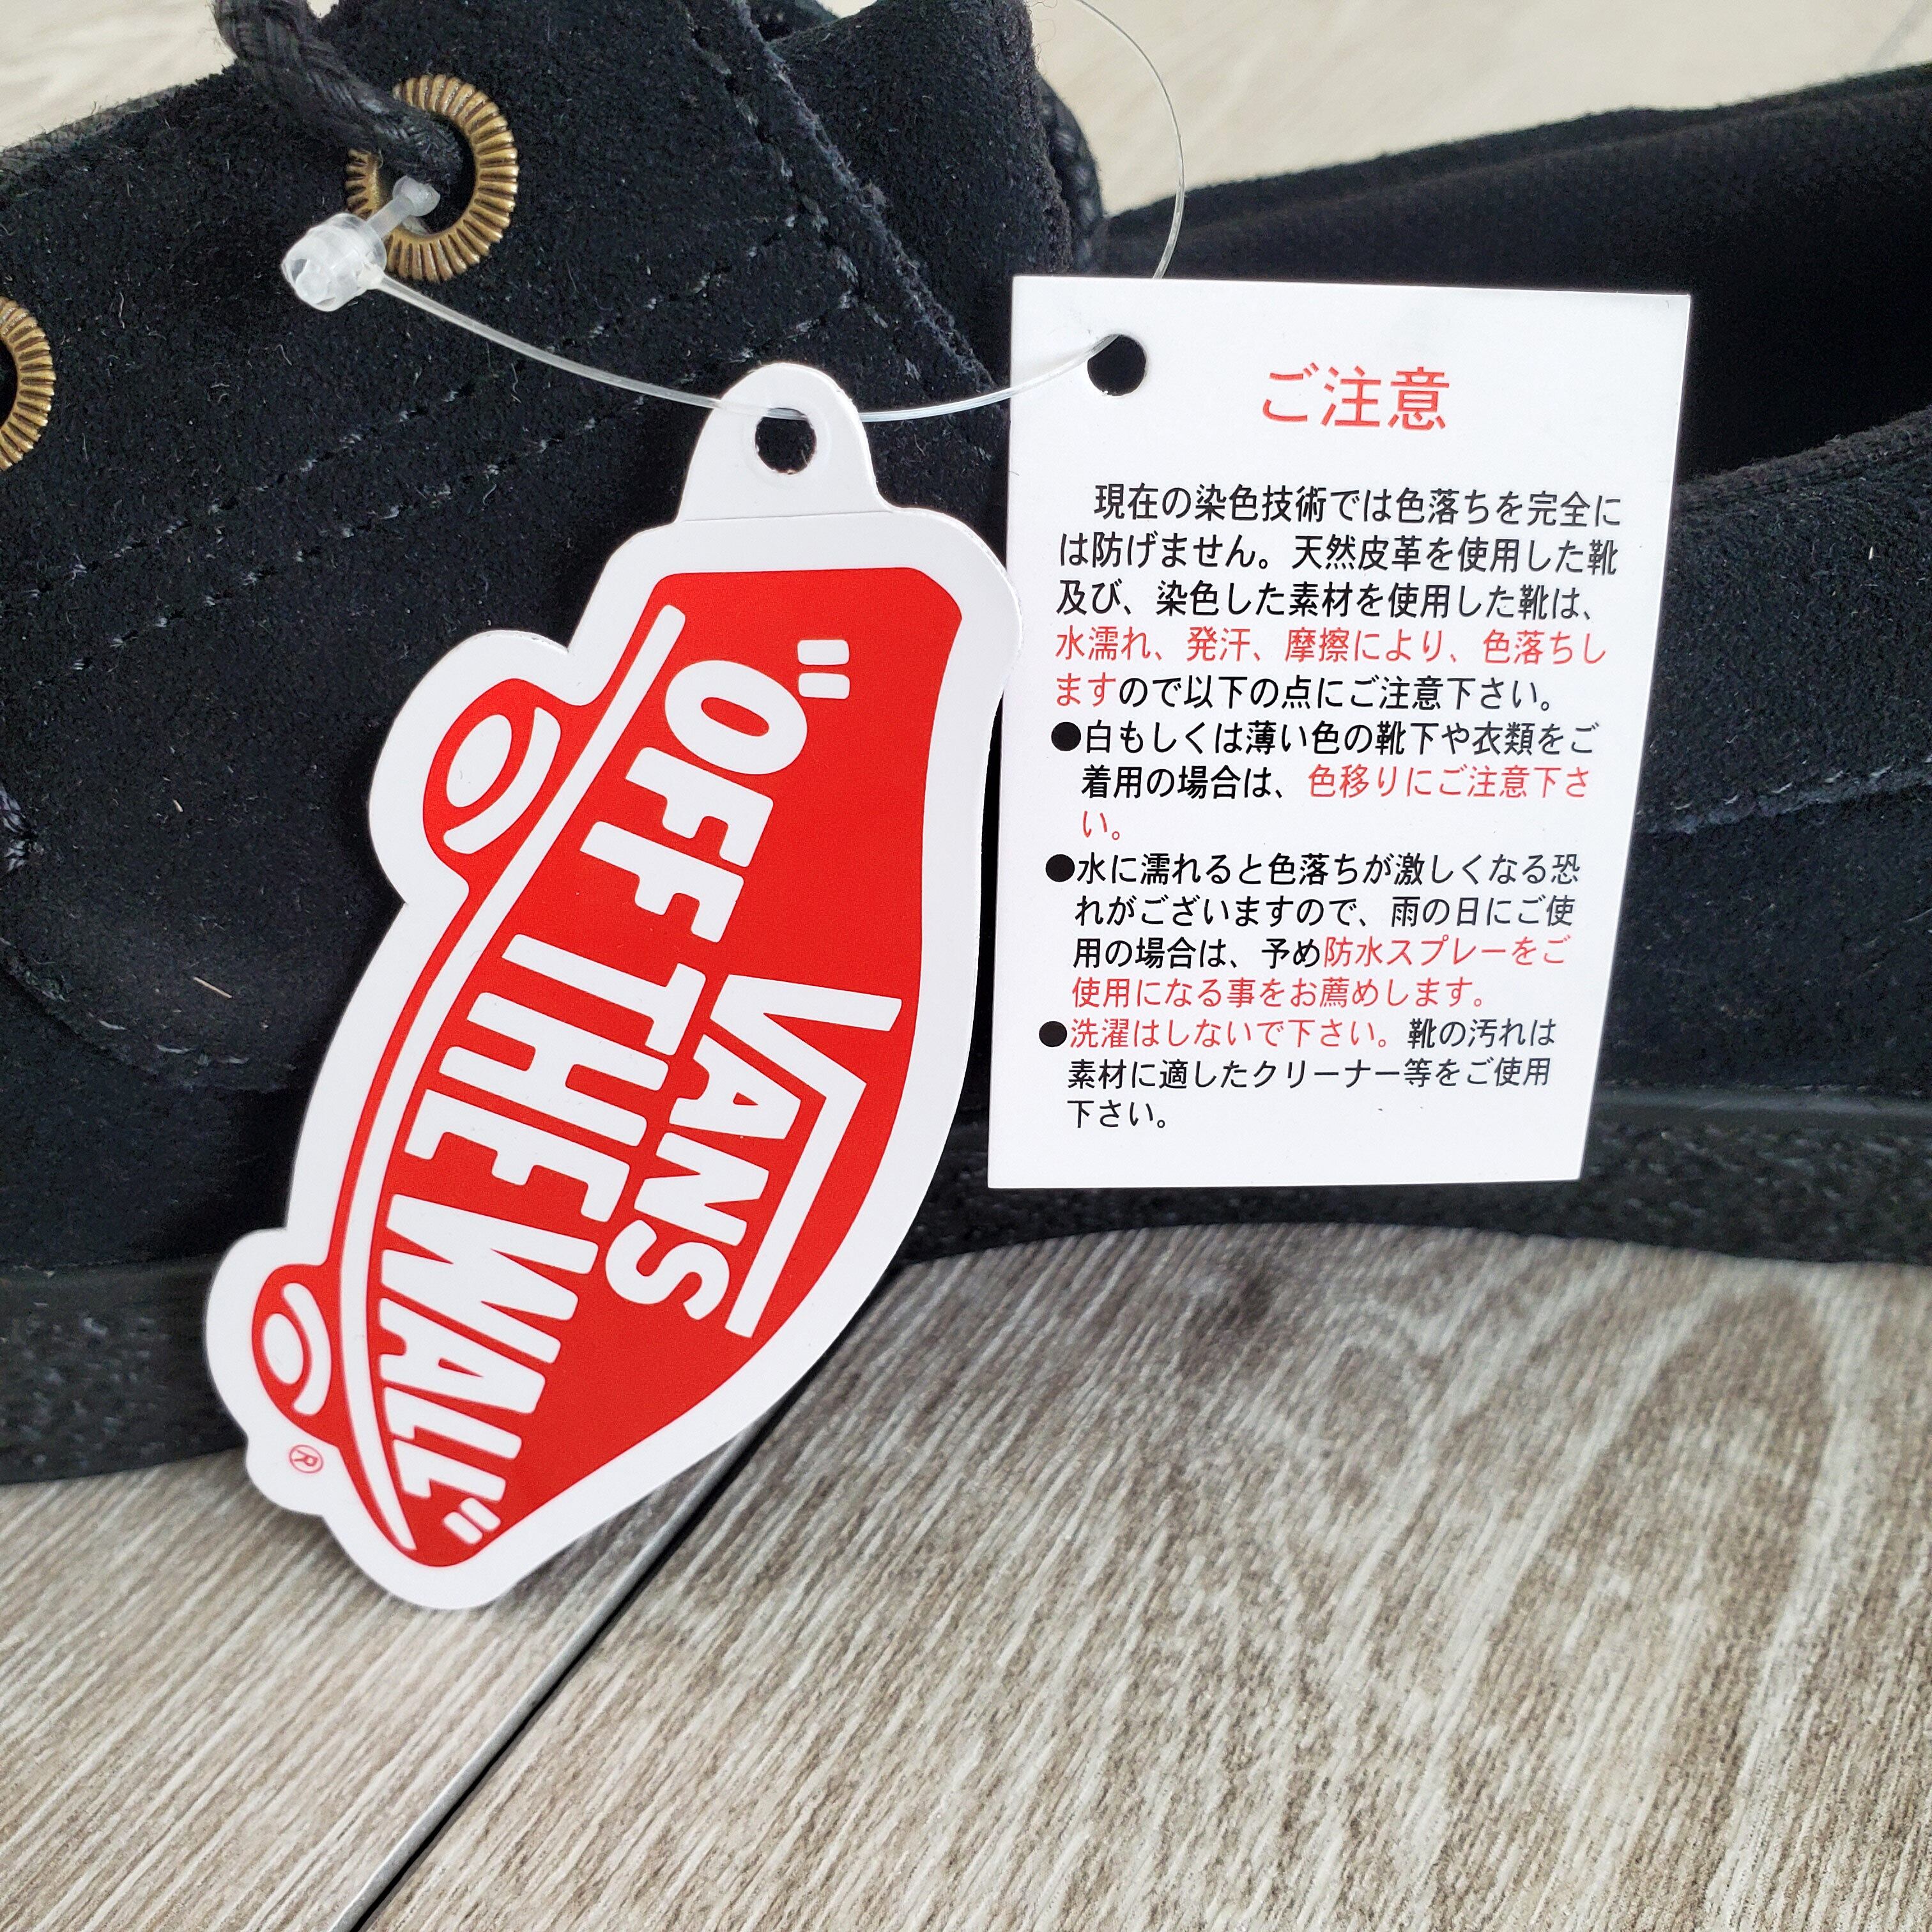 VANS
"OFF THE WALL"
®
ご注意
現在の染色技術では色落ちを完全に
は防げません。天然皮革を使用した靴
及び、染色した素材を使用した靴は、
水濡れ、発汗、摩擦により、色落ちし
ますので以下の点にご注意下さい。
●白もしくは薄い色の靴下や衣類をご
着用の場合は、色移りにご注意下さ
い。
●水に濡れると色落ちが激しくなる恐
れがございますので、雨の日にご使
用の場合は、予め防水スプレーをご
使用になる事をお薦めします。
●洗濯はしないで下さい。靴の汚れは
素材に適したクリーナー等をご使用
下さい。